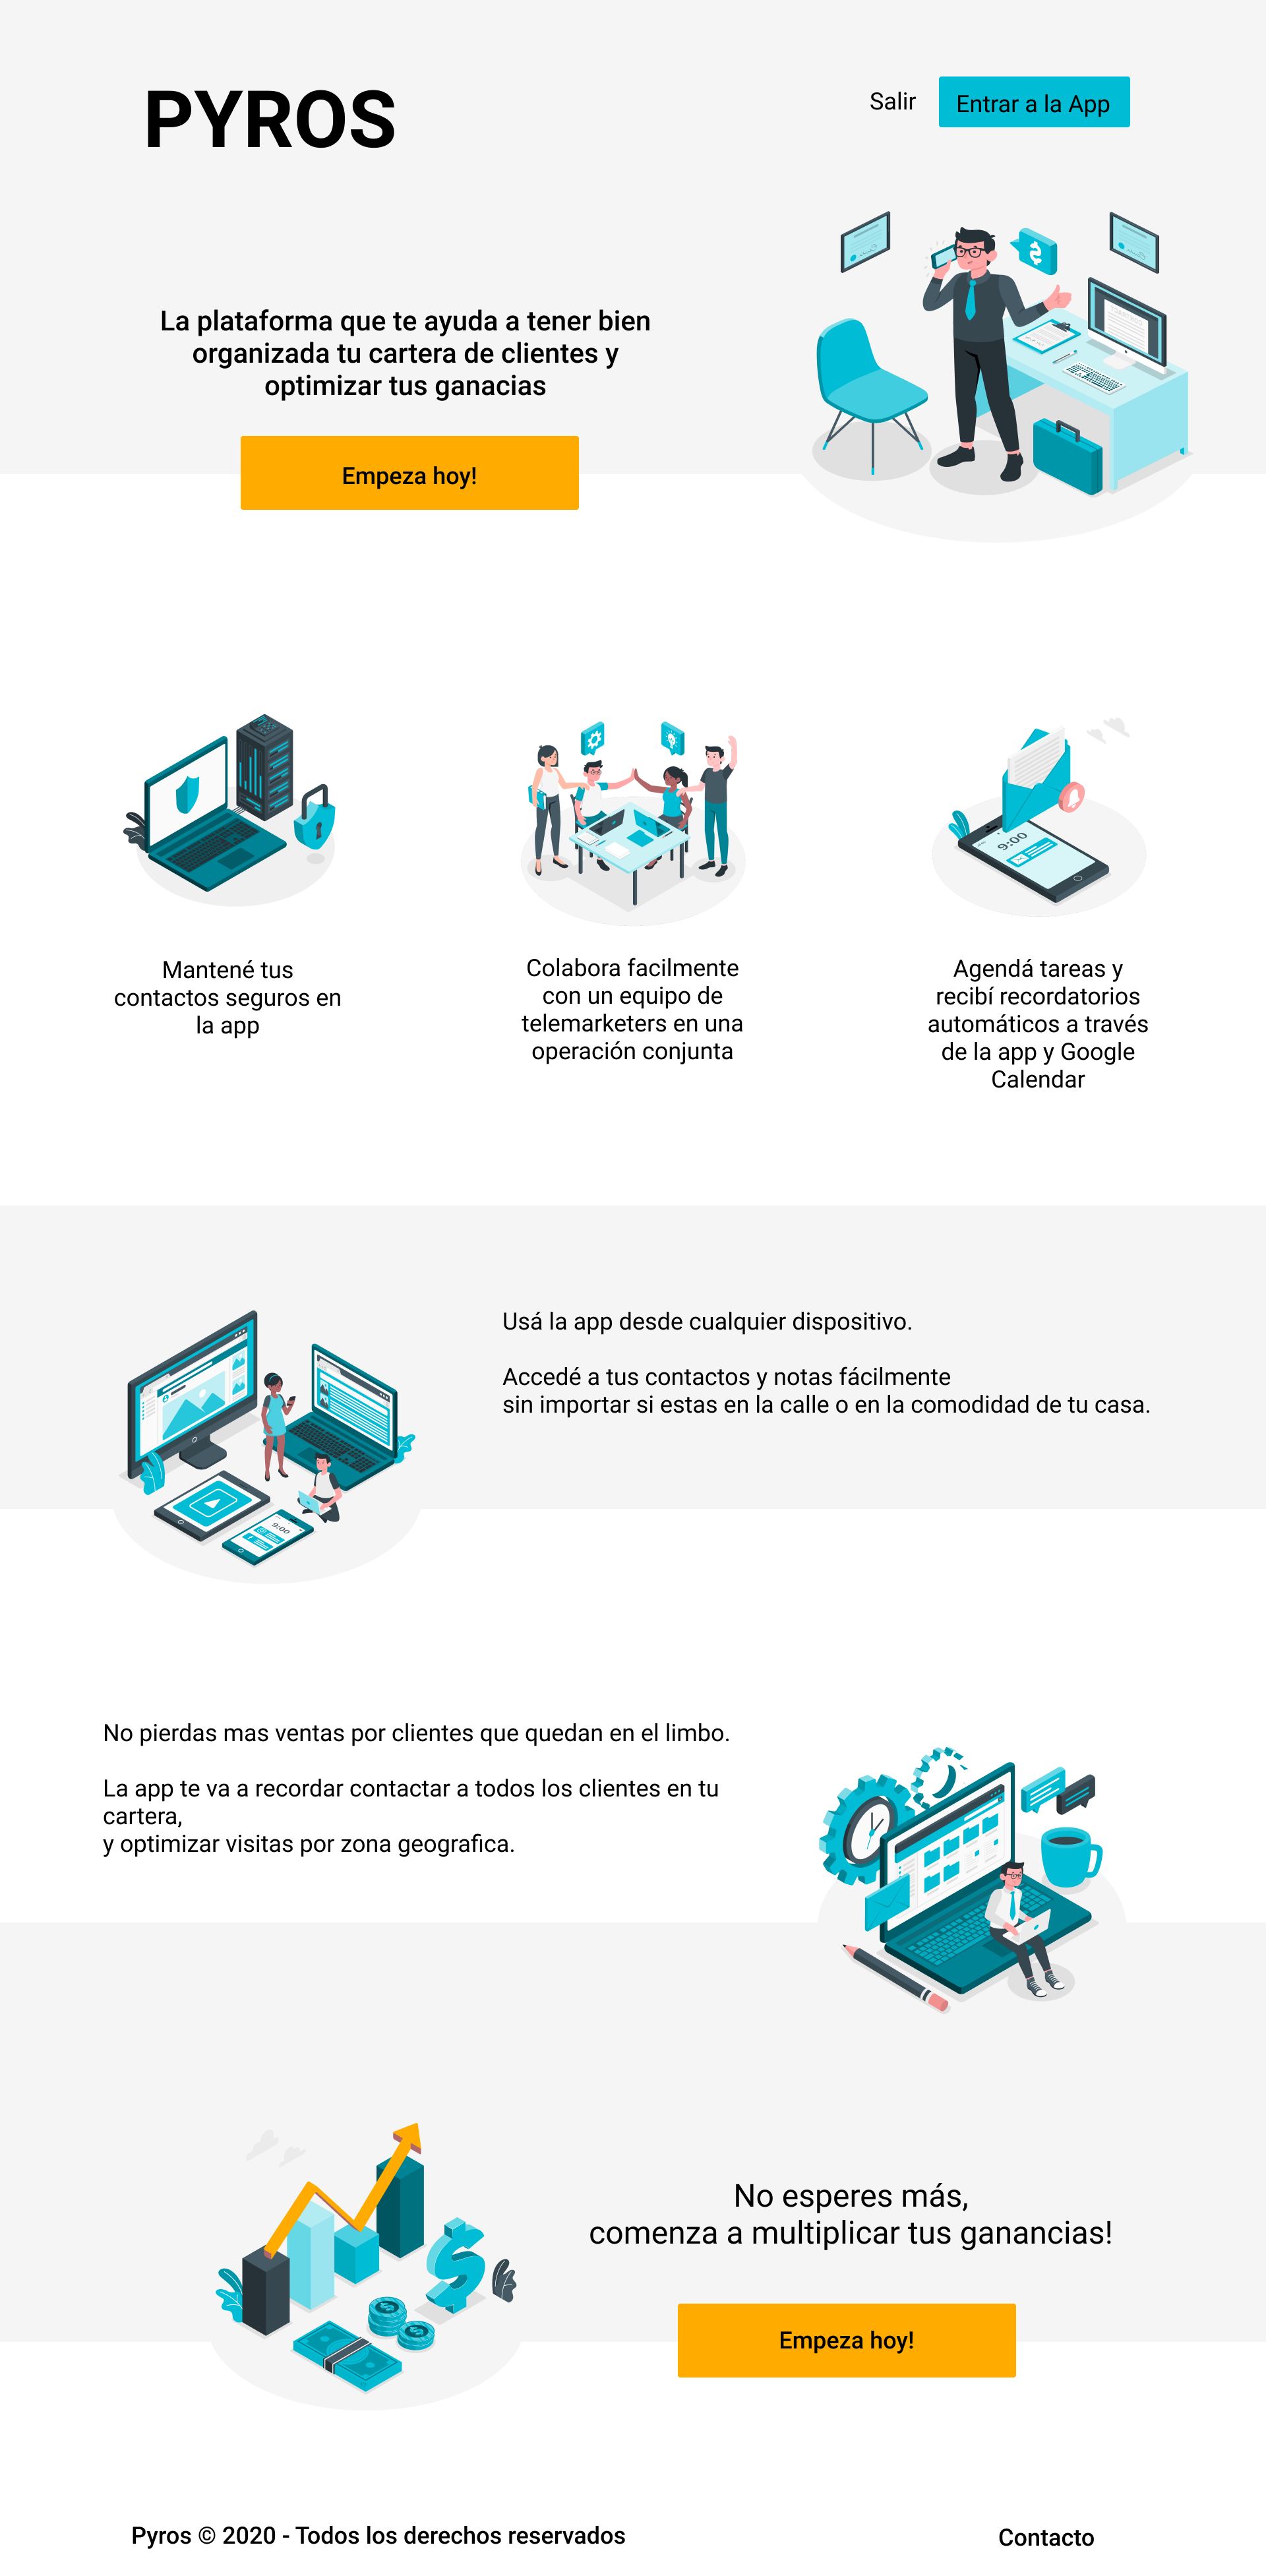 PYROS
Salir
Entrar a la App
La plataforma que te ayuda a tener bien
organizada tu cartera de clientes y
optimizar tus ganacias
Empeza hoy!
9:00
Mantené tus
contactos seguros en
la app
Colabora facilmente
con un equipo de
telemarketers en una
operación conjunta
Agendá tareas y
recibí recordatorios
automáticos a través
de la app y Google
Calendar
Usá la app desde cualquier dispositivo.
Accedé a tus contactos y notas fácilmente
sin importar si estas en la calle o en la comodidad de tu casa.
9:00
No pierdas mas ventas por clientes que quedan en el limbo.
La app te va a recordar contactar a todos los clientes en tu
cartera,
y optimizar visitas por zona geografica.
No esperes más,
comenza a multiplicar tus ganancias!
Empeza hoy!
Pyros © 2020 - Todos los derechos reservados
Contacto